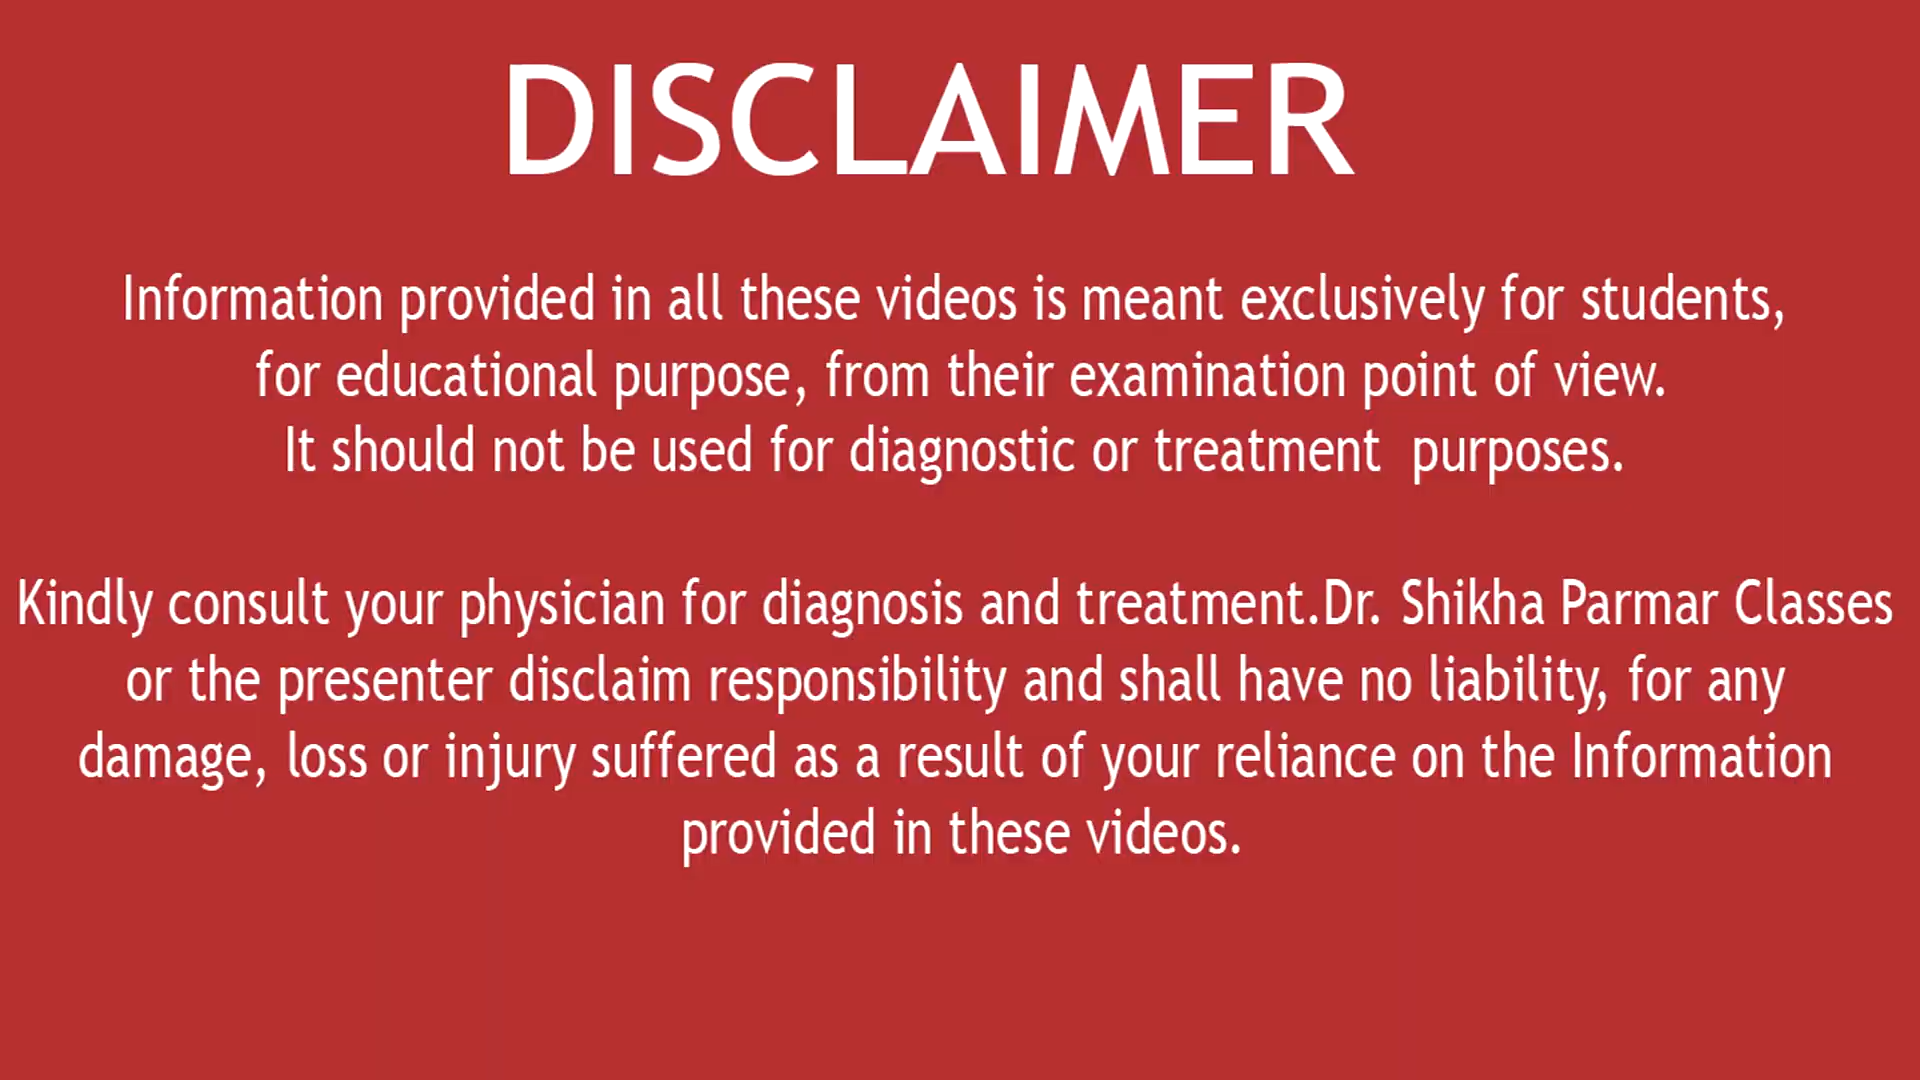 DISCLAIMER
Information provided in all these videos is meant exclusively for students,
for educational purpose, from their examination point of view.
It should not be used for diagnostic or treatment  purposes.
Kindly consult your physician for diagnosis and treatment.Dr. Shikha Parmar Classes
or the presenter disclaim responsibility and shall have no liability, for any
damage, loss or injury suffered as a result of your reliance on the Information
provided in these videos.